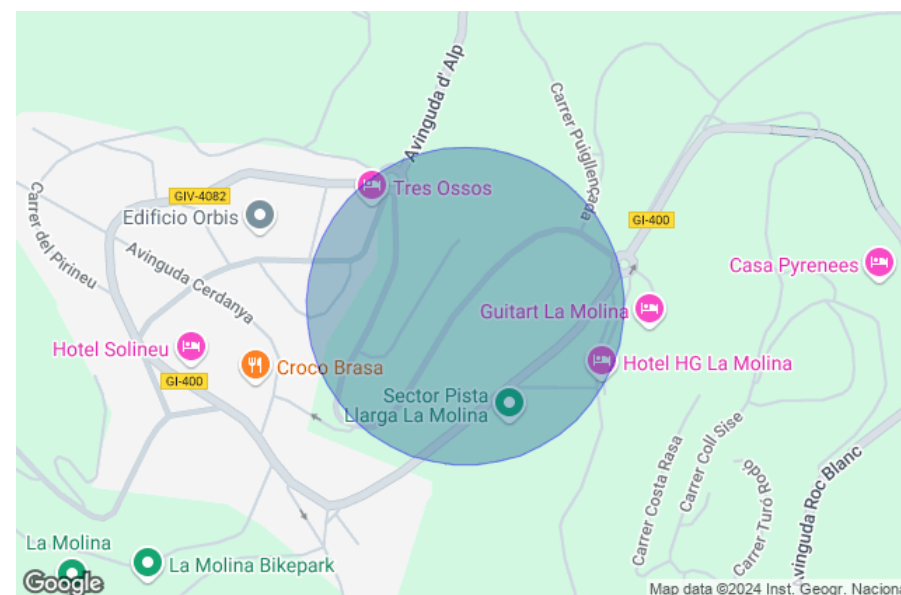 Avinguda d' Alp
Carrer Puigllençada
Tres Ossos
GIV-4082
Edificio Orbis
GI-400
Carrer del Pirineu
Avinguda Cerdanya
Casa Pyrenees
Guitart La Molina
Hotel Solineu
Croco Brasa
Hotel HG La Molina
GI-400
Sector Pista
Llarga La Molina
Carrer Costa Rasa
Carrer Coll Sise
Carrer Turó Rodó
vinguda Roc Blanc
La Molina
La Molina Bikepark
Google
Map data ©2024 Inst. Geogr. Naciona